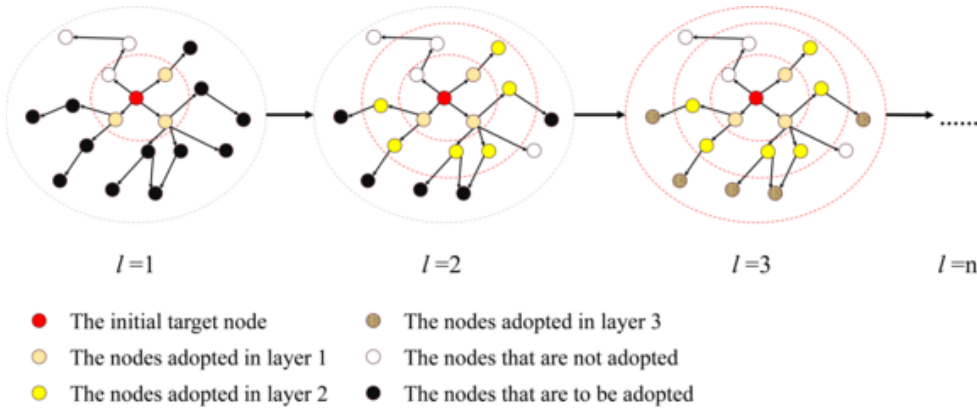 ......
l =1 l =2 l =3 l =n
The initial target node The nodes adopted in layer 3
The nodes adopted in layer 1 The nodes that are not adopted
The nodes adopted in layer 2 The nodes that are to be adopted